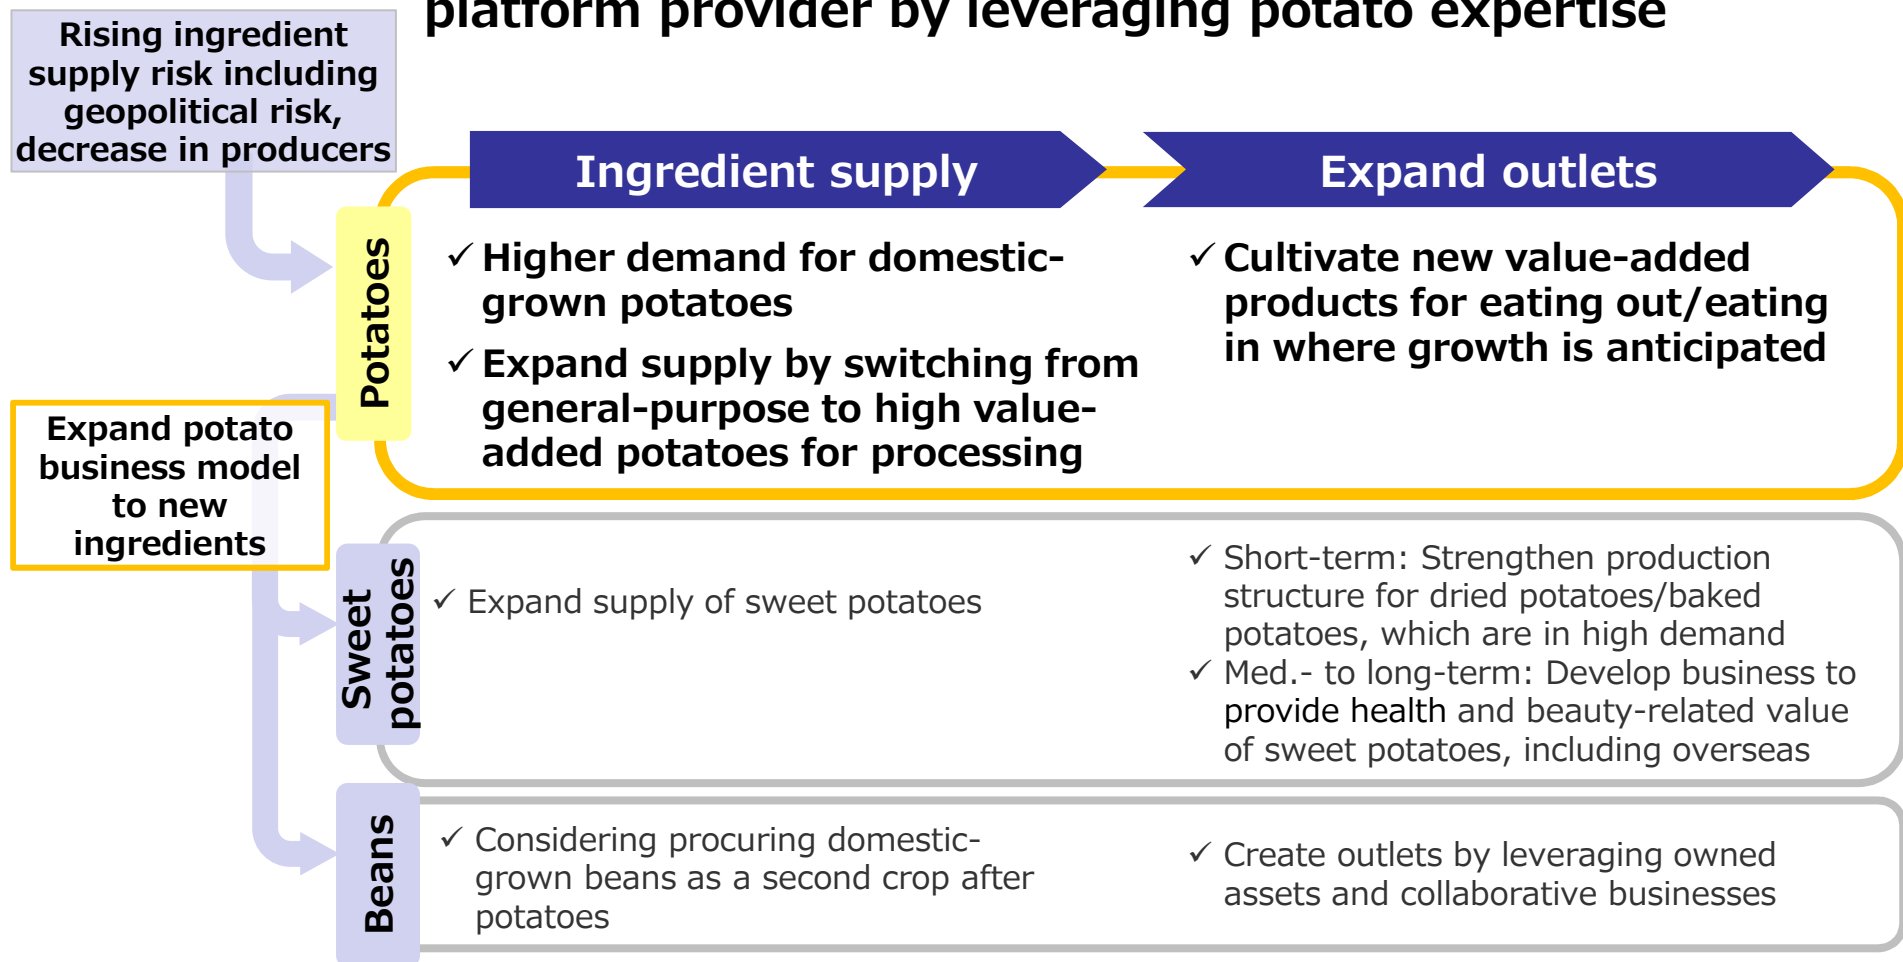 platform provider by leveraging potato expertise
Rising ingredient
supply risk including
geopolitical risk,
decrease in producers
Ingredient supply
Expand outlets
Potatoes
✓ Higher demand for domestic-
grown potatoes
✓ Expand supply by switching from
general-purpose to high value-
added potatoes for processing
✓ Cultivate new value-added
products for eating out/eating
in where growth is anticipated
Expand potato
business model
to new
ingredients
Sweet
potatoes
✓ Expand supply of sweet potatoes
✓ Short-term: Strengthen production
structure for dried potatoes/baked
potatoes, which are in high demand
✓ Med.- to long-term: Develop business to
provide health and beauty-related value
of sweet potatoes, including overseas
Beans
✓ Considering procuring domestic-
grown beans as a second crop after
potatoes
✓ Create outlets by leveraging owned
assets and collaborative businesses